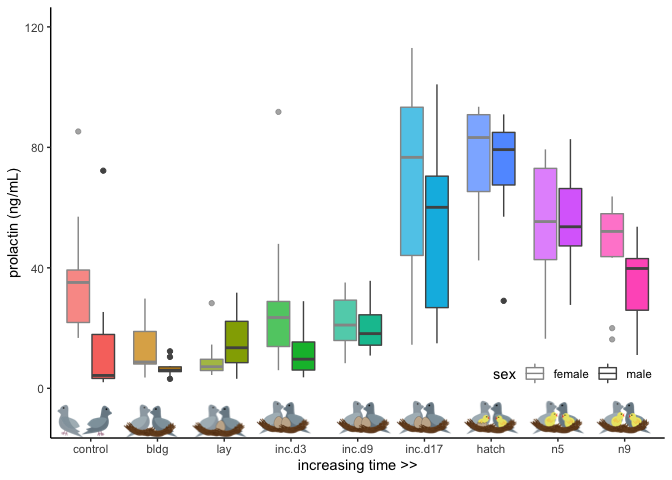 120
80
40
0
prolactin (ng/mL)
sex female male
control bldg lay inc.d3 inc.d9 inc.d17 hatch n5 n9
increasing time >>